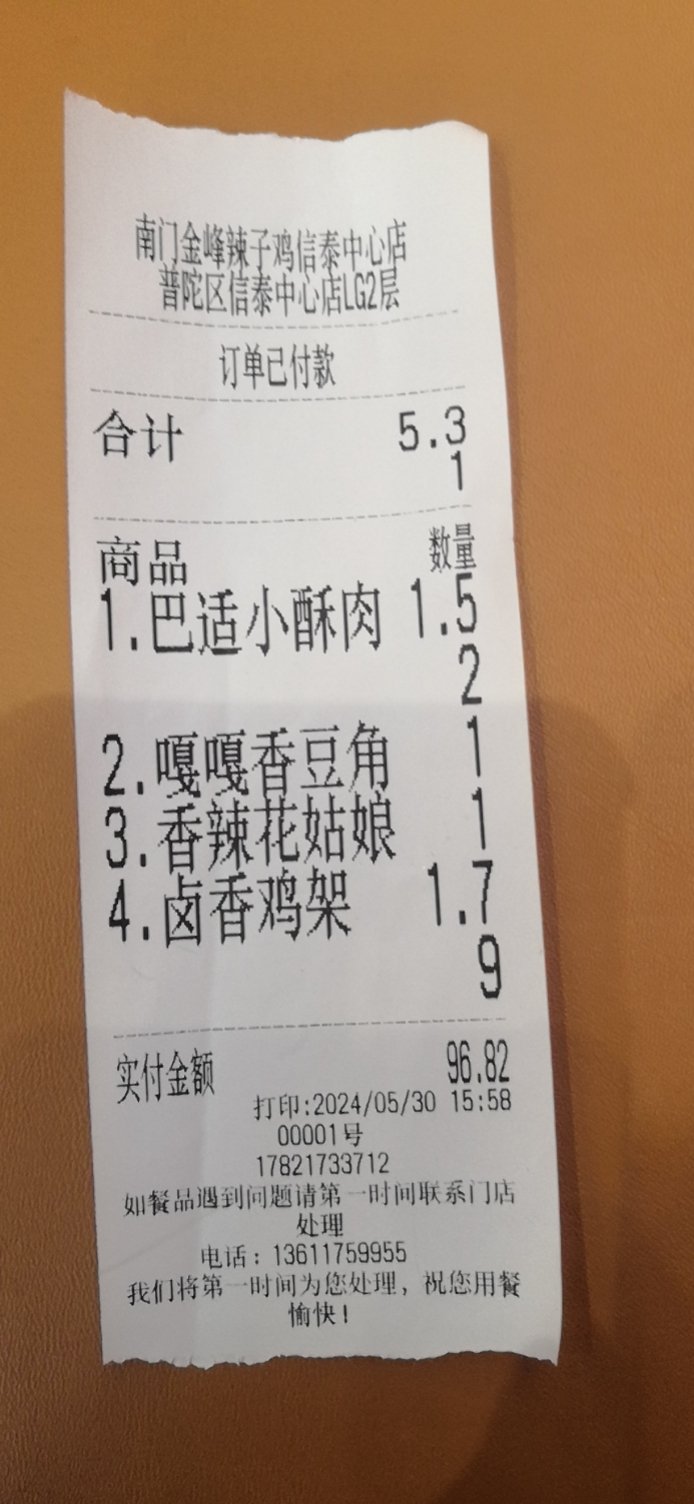 南门金峰辣子鸡信泰中心店
普陀区信泰中心店LG2层
订单已付款
合计 5.3
1
商品 数量
1.巴适小酥肉 1.5
2
2.嘎嘎香豆角 1
3.香辣花姑娘 1
4.卤香鸡架 1.7
9
实付金额 96.82
打印:2024/05/30 15:58
00001号
17821733712
如餐品遇到问题请第一时间联系门店
处理
电话：13611759955
我们将第一时间为您处理，祝您用餐
愉快!